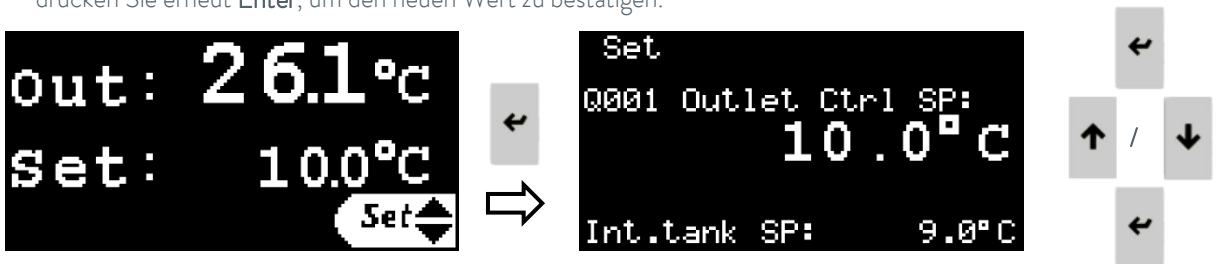 drücken Sie erneut Enter, um den neuen Wert zu bestätigen.
out: 26.1°C
Set: 10.0°C
Set
Set
Q001 Outlet Ctrl SP:
10.0°C
Int.tank SP: 9.0°C
/